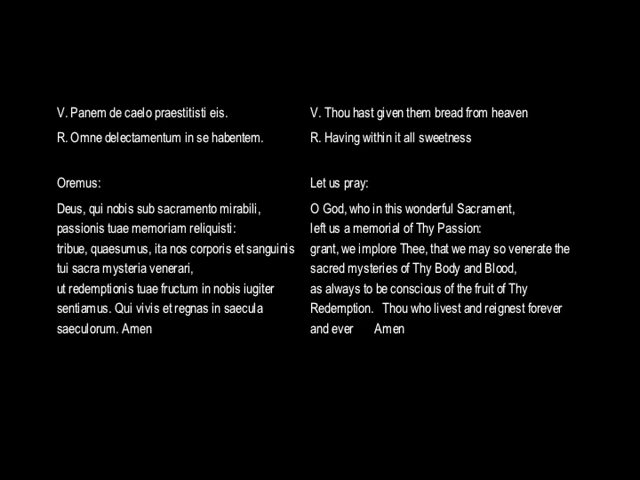 V. Panem de caelo praestitisti eis.
R. Omne delectamentum in se habentem.
Oremus:
Deus, qui nobis sub sacramento mirabili,
passionis tuae memoriam reliquisti:
tribue, quaesumus, ita nos corporis et sanguinis
tui sacra mysteria venerari,
ut redemptionis tuae fructum in nobis iugiter
sentiamus. Qui vivis et regnas in saecula
saeculorum. Amen
V. Thou hast given them bread from heaven
R. Having within it all sweetness
Let us pray:
O God, who in this wonderful Sacrament,
left us a memorial of Thy Passion:
grant, we implore Thee, that we may so venerate the
sacred mysteries of Thy Body and Blood,
as always to be conscious of the fruit of Thy
Redemption. Thou who livest and reignest forever
and ever Amen